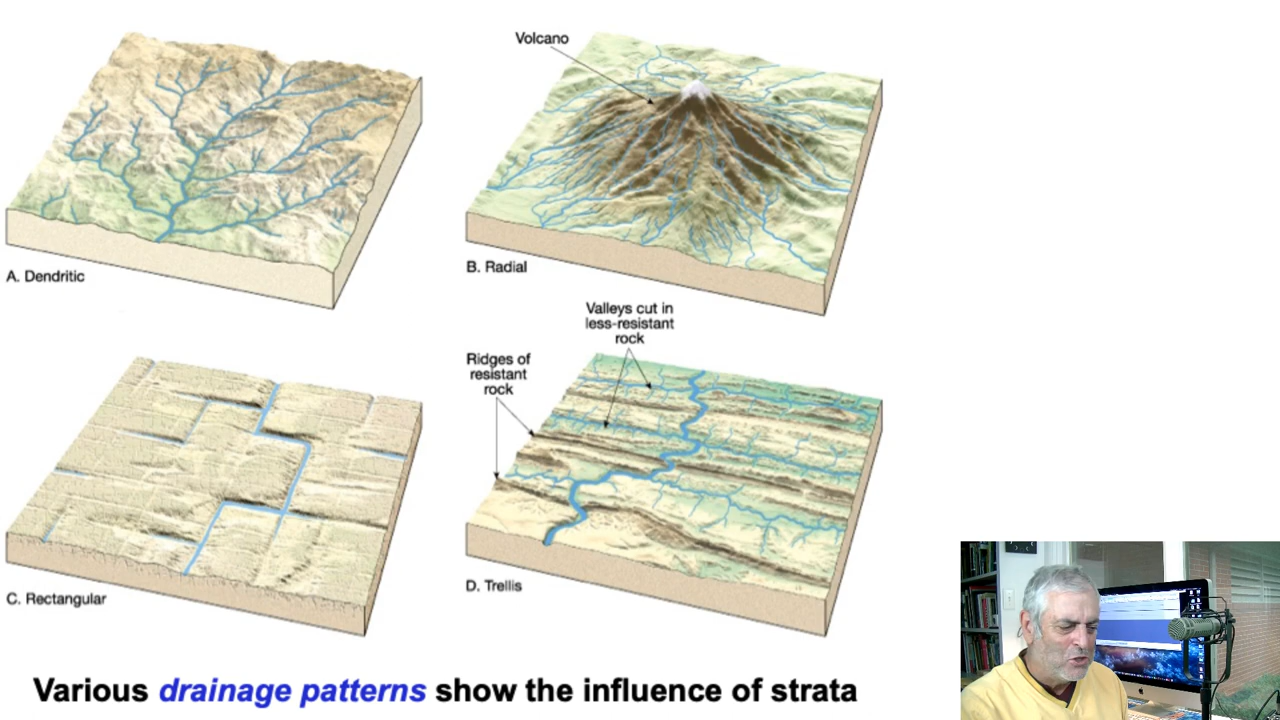 Volcano
A. Dendritic
B. Radial
Valleys cut in
less-resistant
rock
Ridges of
resistant
rock
C. Rectangular
D. Trellis
Various drainage patterns show the influence of strata